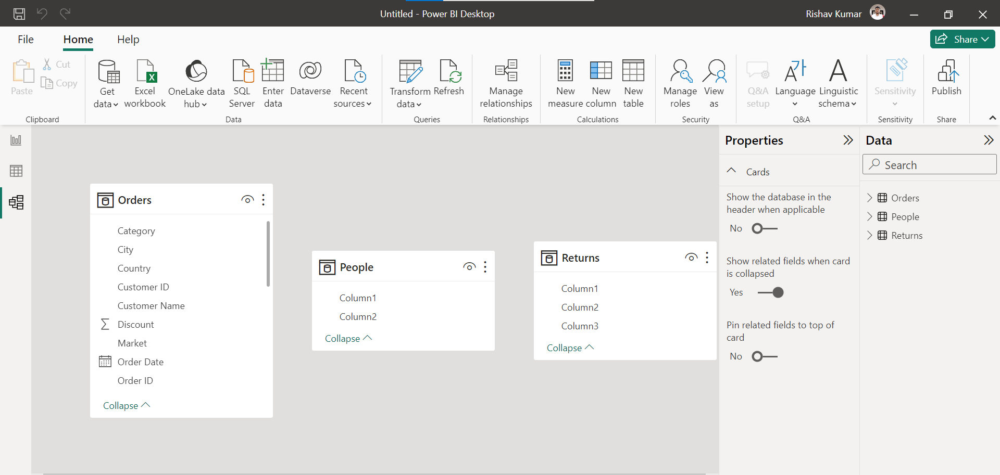 Untitled - Power BI Desktop
Rishav Kumar
File
Home
Help
Share
Paste
Cut
Copy
Clipboard
Get
data
Excel
workbook
OneLake data
hub
SQL
Server
Enter
data
Dataverse
Recent
sources
Data
Transform
data
Refresh
Queries
Manage
relationships
Relationships
New
measure
New
column
New
table
Calculations
Manage
roles
View
as
Security
Q&A
setup
Language
Linguistic
schema
Q&A
Sensitivity
Sensitivity
Publish
Share
Orders
Category
City
Country
Customer ID
Customer Name
Discount
Market
Order Date
Order ID
Collapse
People
Column1
Column2
Collapse
Returns
Column1
Column2
Column3
Collapse
Properties
Cards
Show the database in the
header when applicable
No
Show related fields when card
is collapsed
Yes
Pin related fields to top of
card
No
Data
Search
Orders
People
Returns